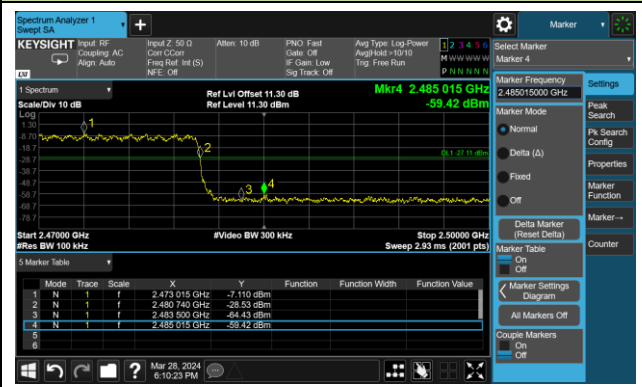 Spectrum Analyzer 1
Swept SA
Marker
KEYSIGHT
Input: RF
Coupling: AC
Align: Auto
Input Z: 50 Ω
Corr CCorr
Freq Ref: Int (S)
NFE: Off
Atten: 10 dB
PNO: Fast
Gate: Off
IF Gain: Low
Sig Track: Off
Avg Type: Log-Power
Avg|Hold:>10/10
Trig: Free Run
1 2 3 4 5 6
M W W W W W
P N N N N N
LXI
Select Marker
Marker 4
1 Spectrum
Scale/Div 10 dB
Log
Ref Lvl Offset 11.30 dB
Ref Level 11.30 dBm
Mkr4 2.485 015 GHz
-59.42 dBm
1.30
-8.70
-18.7
-28.7
-38.7
-48.7
-58.7
-68.7
-78.7
1
2
3
4
DL1 -27.11 dBm
Start 2.47000 GHz
#Res BW 100 kHz
#Video BW 300 kHz
Stop 2.50000 GHz
Sweep 2.93 ms (2001 pts)
5 Marker Table
Mode Trace Scale X Y Function Function Width Function Value
1 N 1 f 2.473 015 GHz -7.110 dBm
2 N 1 f 2.480 740 GHz -28.53 dBm
3 N 1 f 2.483 500 GHz -64.43 dBm
4 N 1 f 2.485 015 GHz -59.42 dBm
5
6
Marker Frequency
2.485015000 GHz
Marker Mode
Normal
Delta (Δ)
Fixed
Off
Delta Marker
(Reset Delta)
Marker Table
On
Off
Marker Settings
Diagram
All Markers Off
Couple Markers
On
Off
Settings
Peak
Search
Pk Search
Config
Properties
Marker
Function
Marker→
Counter
?
Mar 28, 2024
6:10:23 PM